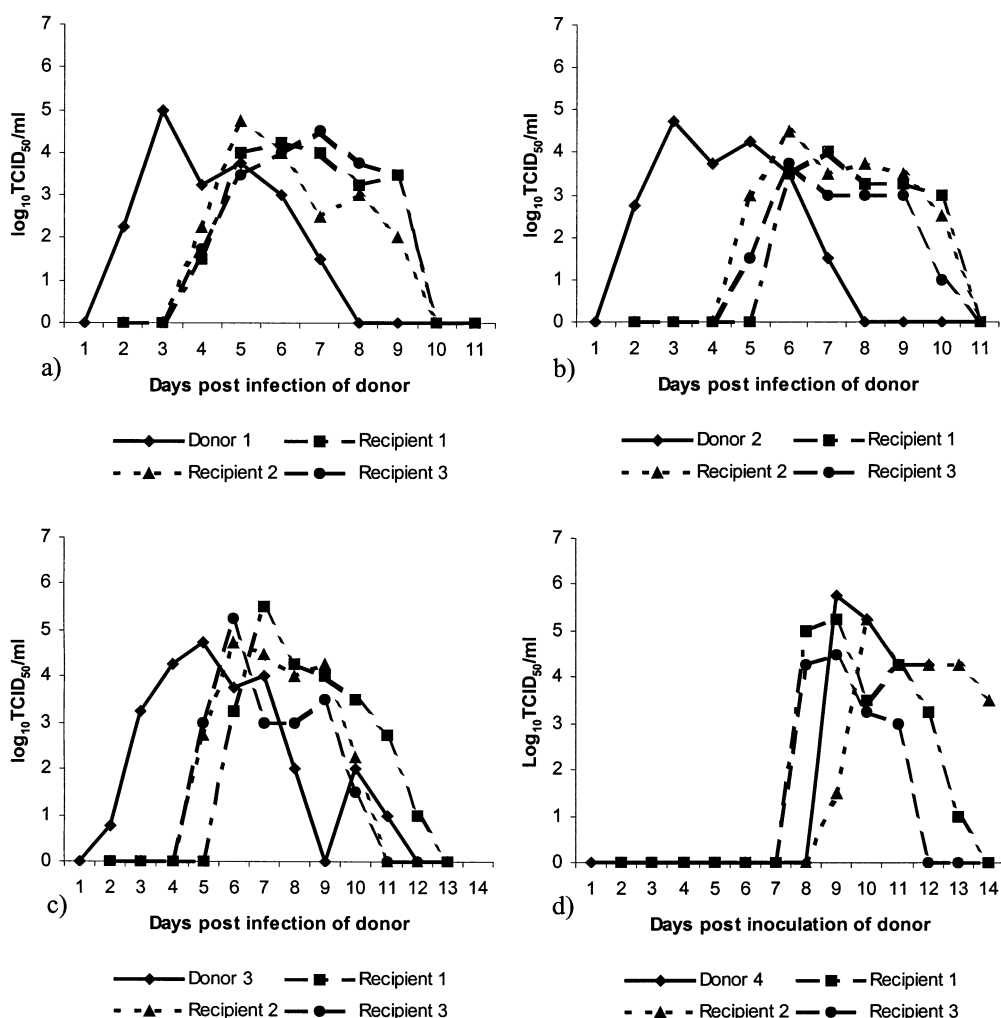 7
6
5
4
3
2
1
0
log₁₀TCID₅₀/ml
1 2 3 4 5 6 7 8 9 10 11
a)
Days post infection of donor
Donor 1 Recipient 1
Recipient 2 Recipient 3
7
6
5
4
3
2
1
0
log₁₀TCID₅₀/ml
1 2 3 4 5 6 7 8 9 10 11
b)
Days post infection of donor
Donor 2 Recipient 1
Recipient 2 Recipient 3
7
6
5
4
3
2
1
0
log₁₀TCID₅₀/ml
1 2 3 4 5 6 7 8 9 10 11 12 13 14
c)
Days post infection of donor
Donor 3 Recipient 1
Recipient 2 Recipient 3
7
6
5
4
3
2
1
0
Log₁₀TCID₅₀/ml
1 2 3 4 5 6 7 8 9 10 11 12 13 14
d)
Days post inoculation of donor
Donor 4 Recipient 1
Recipient 2 Recipient 3